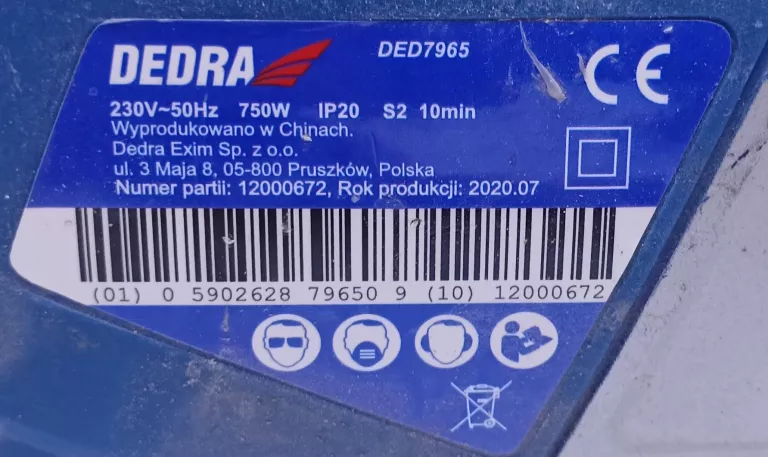 DEDRA
DED7965
CE
230V~50Hz 750W IP20 S2 10min
Wyprodukowano w Chinach.
Dedra Exim Sp. z o.o.
ul. 3 Maja 8, 05-800 Pruszków, Polska
Numer partii: 12000672, Rok produkcji: 2020.07
(01) 0 5902628 79650 9 (10) 12000672